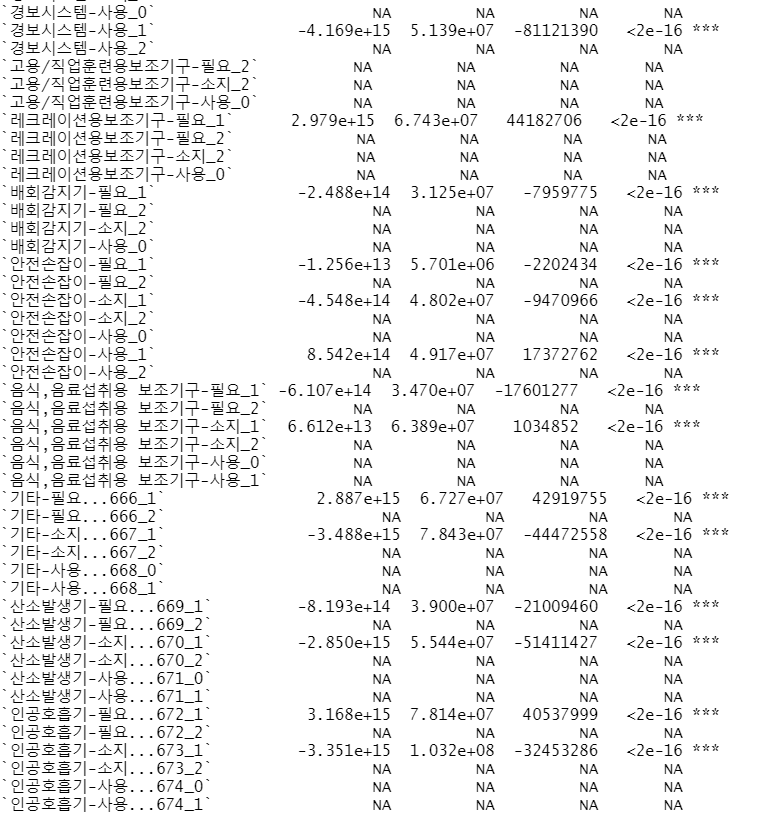 `경보시스템-사용_0` NA NA NA NA
`경보시스템-사용_1` -4.169e+15 5.139e+07 -81121390 <2e-16 ***
`경보시스템-사용_2` NA NA NA NA
`고용/직업훈련용보조기구-필요_2` NA NA NA NA
`고용/직업훈련용보조기구-소지_2` NA NA NA NA
`고용/직업훈련용보조기구-사용_0` NA NA NA NA
`레크레이션용보조기구-필요_1` 2.979e+15 6.743e+07 44182706 <2e-16 ***
`레크레이션용보조기구-필요_2` NA NA NA NA
`레크레이션용보조기구-소지_2` NA NA NA NA
`레크레이션용보조기구-사용_0` NA NA NA NA
`배회감지기-필요_1` -2.488e+14 3.125e+07 -7959775 <2e-16 ***
`배회감지기-필요_2` NA NA NA NA
`배회감지기-소지_2` NA NA NA NA
`배회감지기-사용_0` NA NA NA NA
`안전손잡이-필요_1` -1.256e+13 5.701e+06 -2202434 <2e-16 ***
`안전손잡이-필요_2` NA NA NA NA
`안전손잡이-소지_1` -4.548e+14 4.802e+07 -9470966 <2e-16 ***
`안전손잡이-소지_2` NA NA NA NA
`안전손잡이-사용_0` NA NA NA NA
`안전손잡이-사용_1` 8.542e+14 4.917e+07 17372762 <2e-16 ***
`안전손잡이-사용_2` NA NA NA NA
`음식,음료섭취용 보조기구-필요_1` -6.107e+14 3.470e+07 -17601277 <2e-16 ***
`음식,음료섭취용 보조기구-필요_2` NA NA NA NA
`음식,음료섭취용 보조기구-소지_1` 6.612e+13 6.389e+07 1034852 <2e-16 ***
`음식,음료섭취용 보조기구-소지_2` NA NA NA NA
`음식,음료섭취용 보조기구-사용_0` NA NA NA NA
`음식,음료섭취용 보조기구-사용_1` NA NA NA NA
`기타-필요...666_1` 2.887e+15 6.727e+07 42919755 <2e-16 ***
`기타-필요...666_2` NA NA NA NA
`기타-소지...667_1` -3.488e+15 7.843e+07 -44472558 <2e-16 ***
`기타-소지...667_2` NA NA NA NA
`기타-사용...668_0` NA NA NA NA
`기타-사용...668_1` NA NA NA NA
`산소발생기-필요...669_1` -8.193e+14 3.900e+07 -21009460 <2e-16 ***
`산소발생기-필요...669_2` NA NA NA NA
`산소발생기-소지...670_1` -2.850e+15 5.544e+07 -51411427 <2e-16 ***
`산소발생기-소지...670_2` NA NA NA NA
`산소발생기-사용...671_0` NA NA NA NA
`산소발생기-사용...671_1` NA NA NA NA
`인공호흡기-필요...672_1` 3.168e+15 7.814e+07 40537999 <2e-16 ***
`인공호흡기-필요...672_2` NA NA NA NA
`인공호흡기-소지...673_1` -3.351e+15 1.032e+08 -32453286 <2e-16 ***
`인공호흡기-소지...673_2` NA NA NA NA
`인공호흡기-사용...674_0` NA NA NA NA
`인공호흡기-사용...674_1` NA NA NA NA